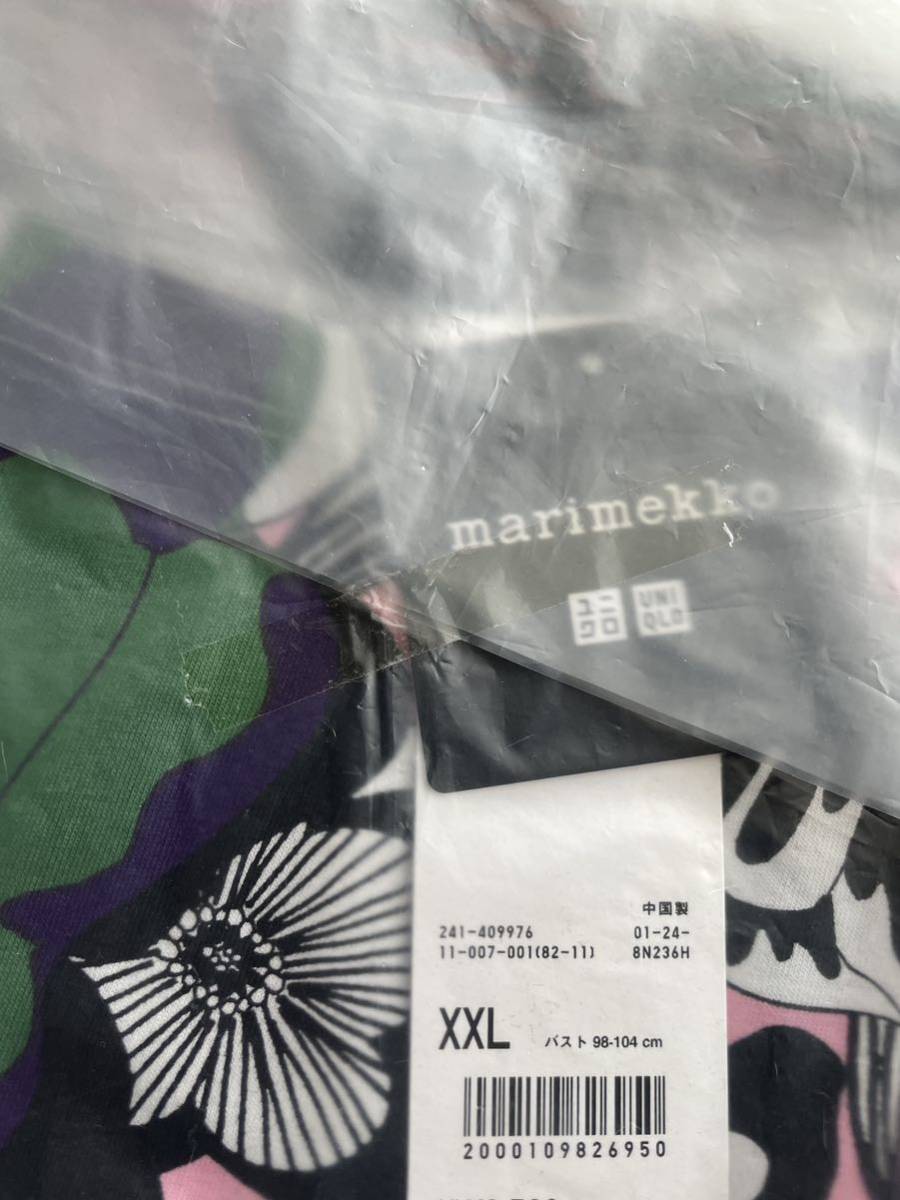 marimekko
ユニ
クロ
UNI
QLO
中国製
241-409976 01-24-
11-007-001(82-11) 8N236H
XXL バスト 98-104 cm
2000109826950